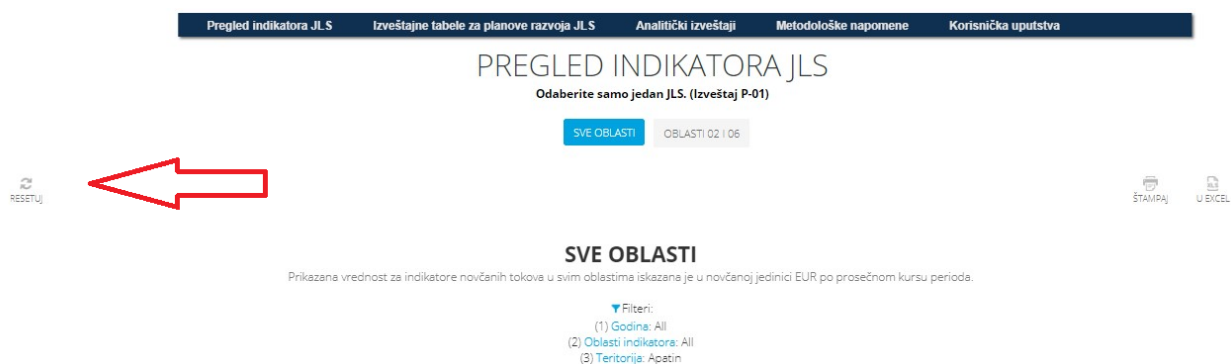 Pregled indikatora JLS Izveštajne tabele za planove razvoja JLS Analitički izveštaji Metodološke napomene Korisnička uputstva
PREGLED INDIKATORA JLS
Odaberite samo jedan JLS. (Izveštaj P-01)
SVE OBLASTI OBLASTI 02 I 06
RESETUJ ŠTAMPAJ U EXCEL
SVE OBLASTI
Prikazana vrednost za indikatore novčanih tokova u svim oblastima iskazana je u novčanoj jedinici EUR po prosečnom kursu perioda.
Filteri:
(1) Godina: All
(2) Oblasti indikatora: All
(3) Teritorija: Apatin